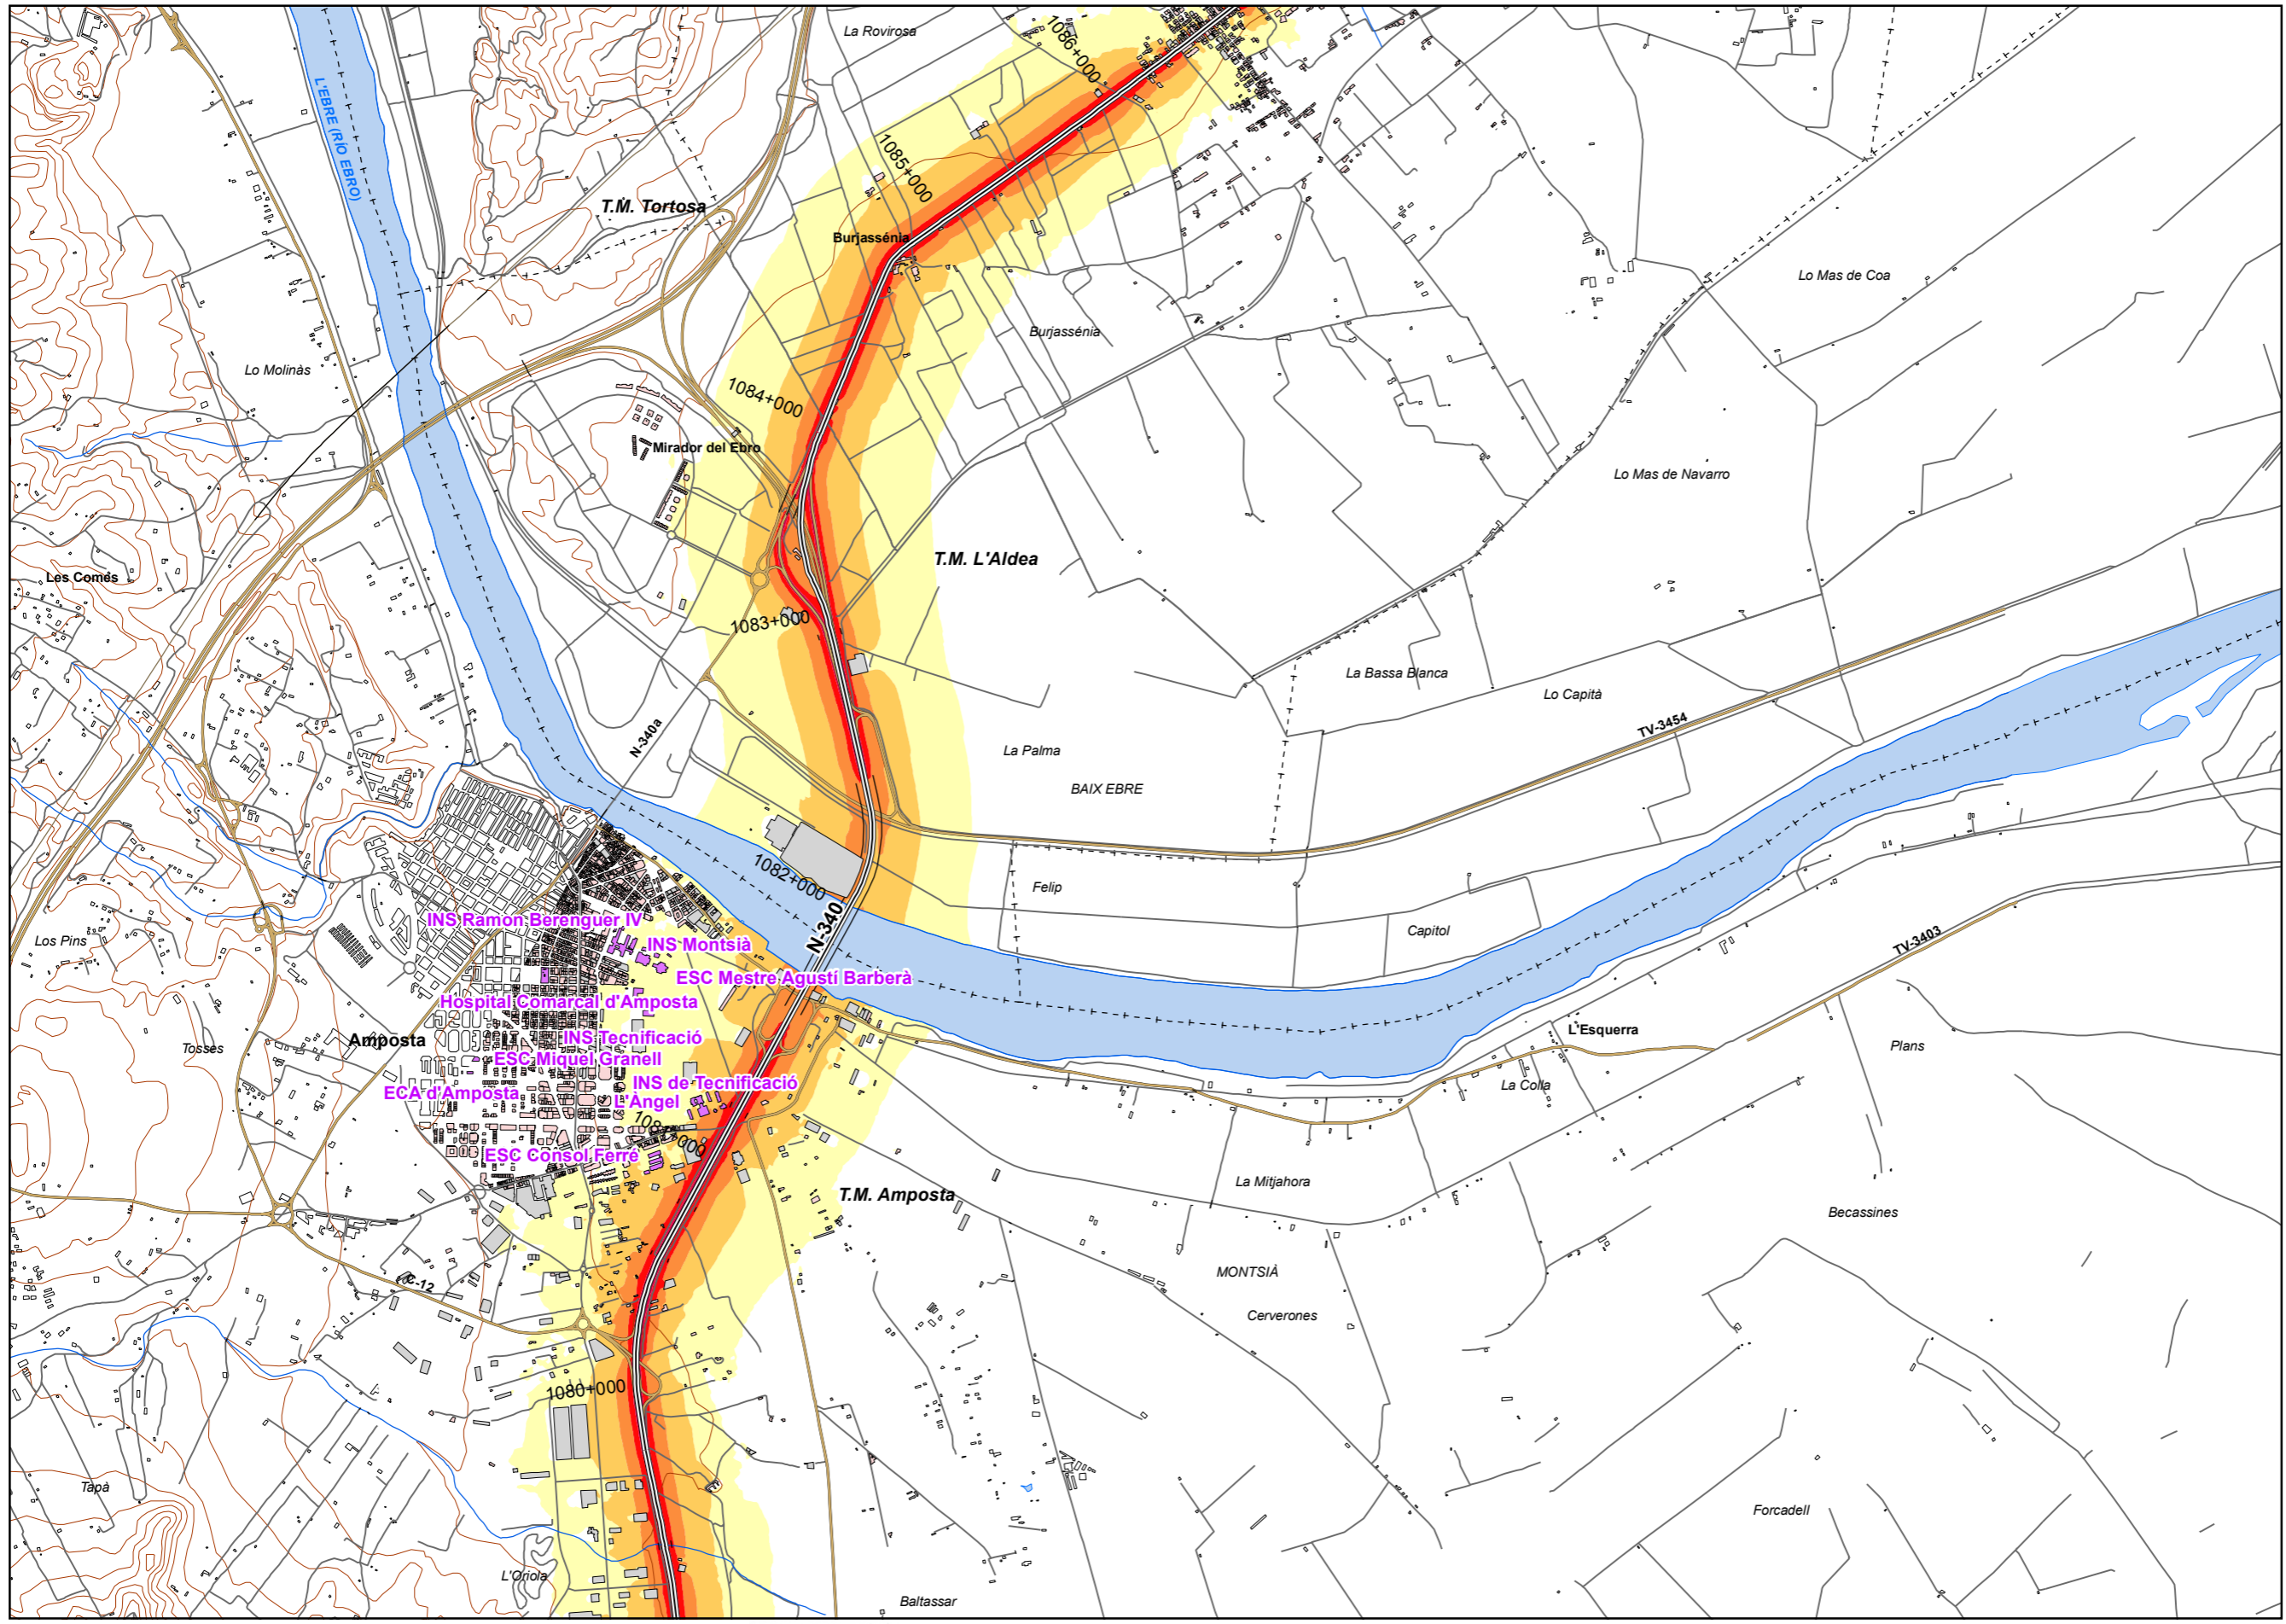 La Rovirosa
1086+000
L'EBRE (RÍO EBRO)
1085+000
T.M. Tortosa
Burjassénia
Lo Mas de Coa
Burjassénia
Lo Molinàs
1084+000
Mirador del Ebro
Lo Mas de Navarro
T.M. L'Aldea
Les Comes
1083+000
La Bassa Blanca
Lo Capità
TV-3454
N-340a
La Palma
BAIX EBRE
1082+000
Felip
INS Ramon Berenguer IV
N-340
Capitol
Los Pins
INS Montsià
TV-3403
ESC Mestre Agustí Barberà
Hospital Comarcal d'Amposta
L'Esquerra
Tosses
Amposta
INS Tecnificació
Plans
ESC Miquel Granell
INS de Tecnificació
La Colla
ECA d'Amposta
L'Àngel
ESC Consol Ferré
La Mitjahora
T.M. Amposta
Becassines
MONTSIÀ
C-12
Cerverones
1080+000
Tapà
Forcadell
L'Oriola
Baltassar